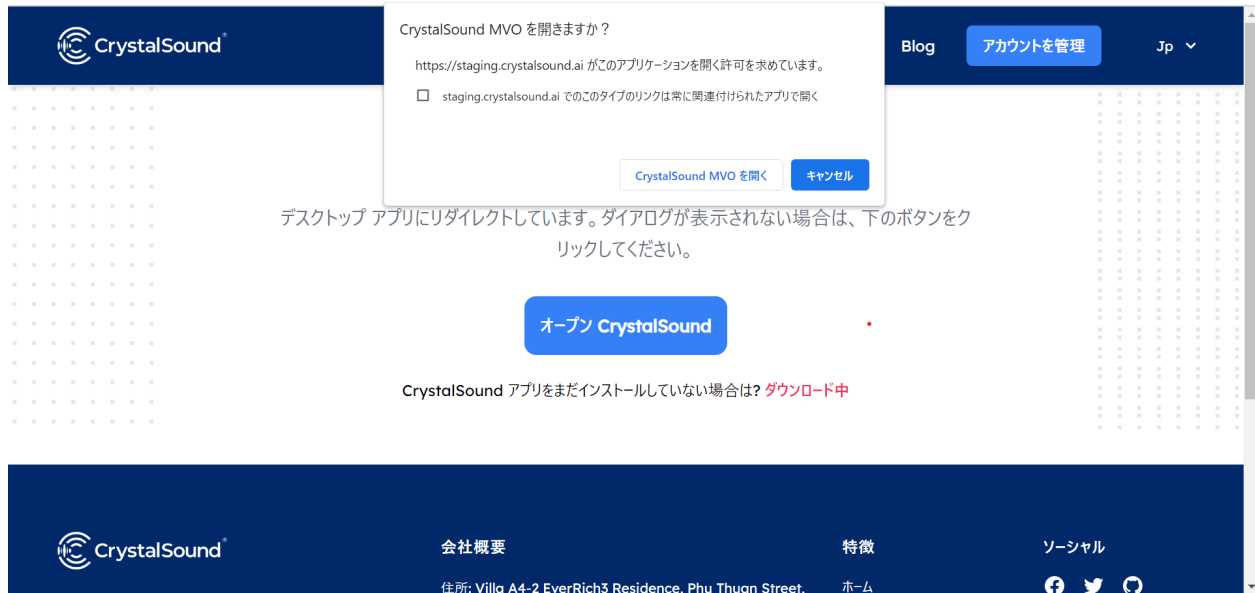 CrystalSound
CrystalSound MVO を開きますか？
https://staging.crystalsound.ai がこのアプリケーションを開く許可を求めています。
staging.crystalsound.ai でのこのタイプのリンクは常に関連付けられたアプリで開く
CrystalSound MVO を開く キャンセル
Blog アカウントを管理 Jp
デスクトップ アプリにリダイレクトしています。ダイアログが表示されない場合は、下のボタンをク
リックしてください。
オープン CrystalSound
CrystalSound アプリをまだインストールしていない場合は? ダウンロード中
CrystalSound 会社概要 特徴 ソーシャル
住所: Villa A4-2 EverRich3 Residence, Phu Thuan Street, ホーム